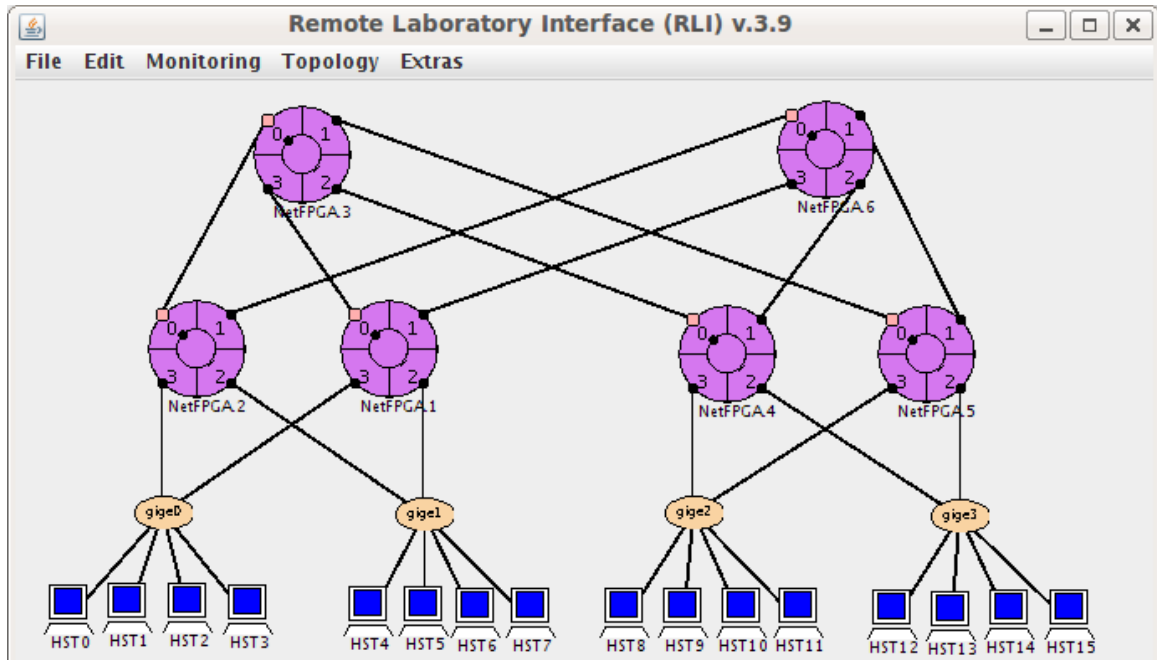 Remote Laboratory Interface (RLI) v.3.9
File Edit Monitoring Topology Extras
0 1
3 2
NetFPGA.3
0 1
3 2
NetFPGA.6
0 1
3 2
NetFPGA.2
0 1
3 2
NetFPGA.1
0 1
3 2
NetFPGA.4
0 1
3 2
NetFPGA.5
gige0 gige1 gige2 gige3
HST0 HST1 HST2 HST3 HST4 HST5 HST6 HST7 HST8 HST9 HST10 HST11 HST12 HST13 HST14 HST15